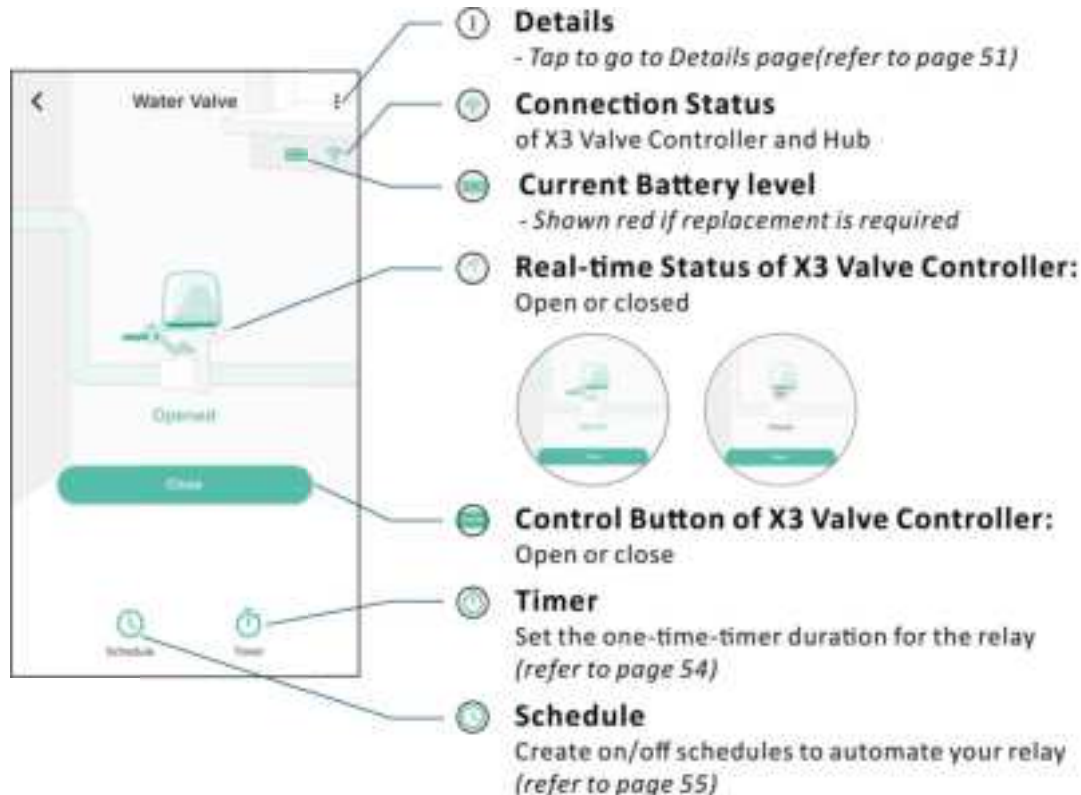 Details
- Tap to go to Details page(refer to page 51)
Water Valve
Connection Status
of X3 Valve Controller and Hub
Current Battery level
- Shown red if replacement is required
Real-time Status of X3 Valve Controller:
Open or closed
Opened
Close
Control Button of X3 Valve Controller:
Open or close
Timer
Set the one-time-timer duration for the relay
(refer to page 54)
Schedule
Timer
Schedule
Create on/off schedules to automate your relay
(refer to page 55)